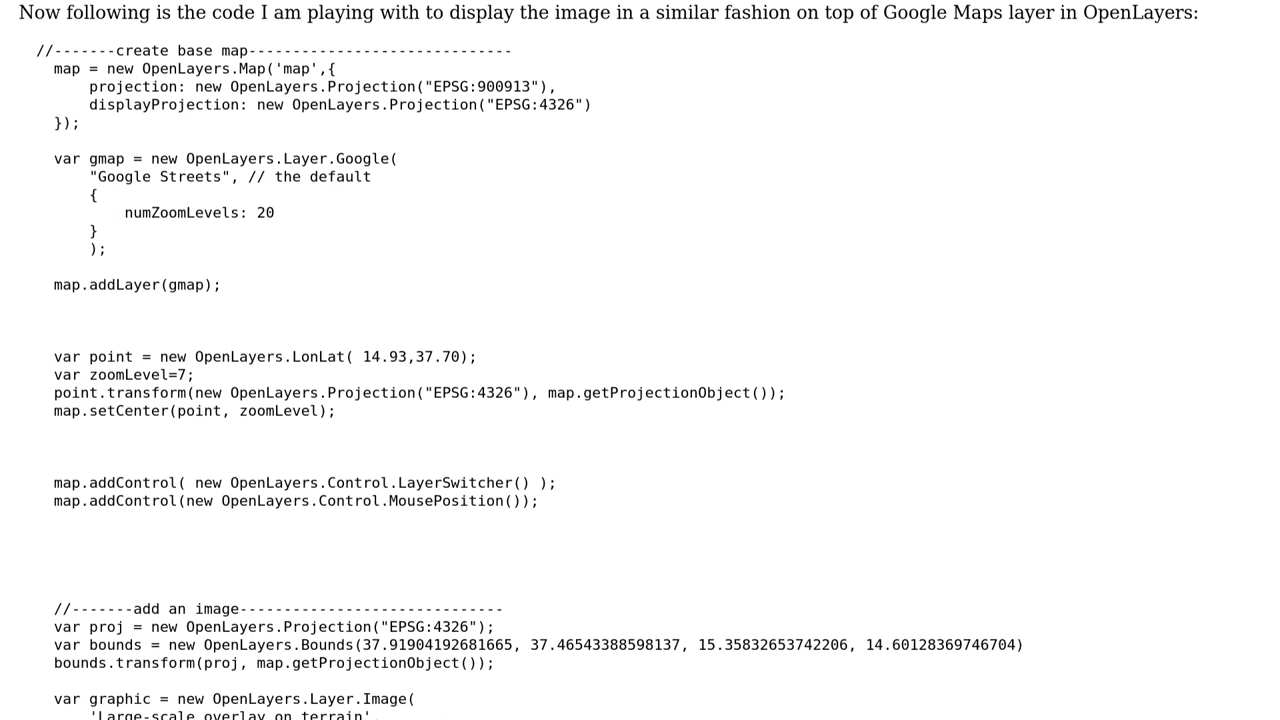 Now following is the code I am playing with to display the image in a similar fashion on top of Google Maps layer in OpenLayers:
//-------create base map------------------------------
map = new OpenLayers.Map('map',{
projection: new OpenLayers.Projection("EPSG:900913"),
displayProjection: new OpenLayers.Projection("EPSG:4326")
});
var gmap = new OpenLayers.Layer.Google(
"Google Streets", // the default
{
numZoomLevels: 20
}
);
map.addLayer(gmap);
var point = new OpenLayers.LonLat( 14.93,37.70);
var zoomLevel=7;
point.transform(new OpenLayers.Projection("EPSG:4326"), map.getProjectionObject());
map.setCenter(point, zoomLevel);
map.addControl( new OpenLayers.Control.LayerSwitcher() );
map.addControl(new OpenLayers.Control.MousePosition());
//-------add an image------------------------------
var proj = new OpenLayers.Projection("EPSG:4326");
var bounds = new OpenLayers.Bounds(37.91904192681665, 37.46543388598137, 15.35832653742206, 14.60128369746704)
bounds.transform(proj, map.getProjectionObject());
var graphic = new OpenLayers.Layer.Image(
'Large-scale overlay on terrain',